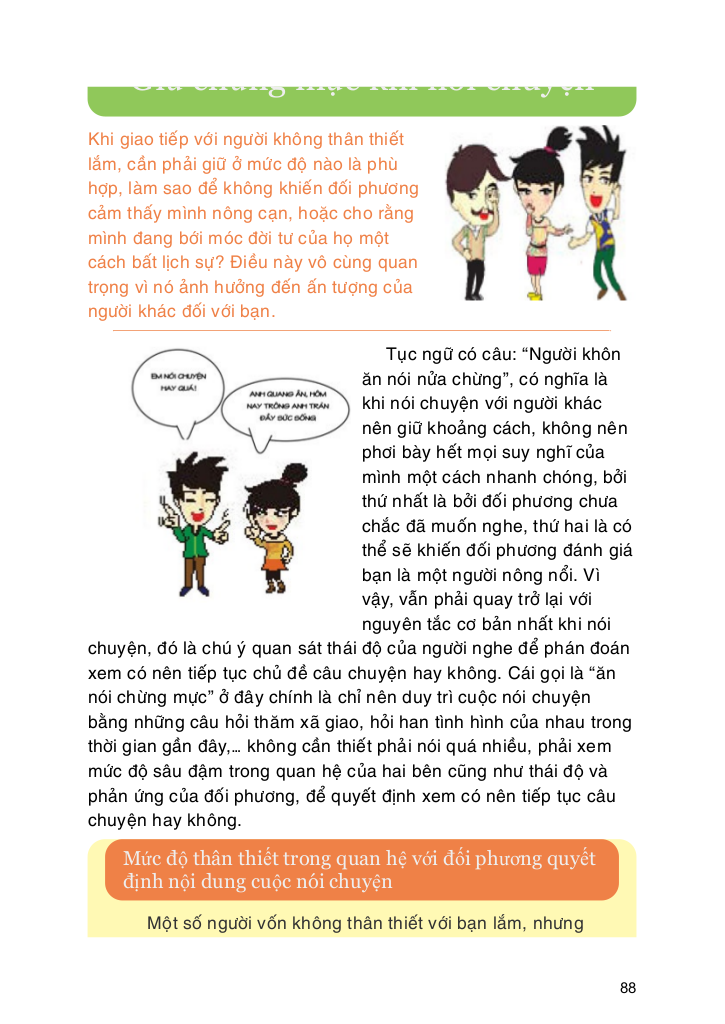 Giữ chừng mực khi nói chuyện
Khi giao tiếp với người không thân thiết
lắm, cần phải giữ ở mức độ nào là phù
hợp, làm sao để không khiến đối phương
cảm thấy mình nông cạn, hoặc cho rằng
mình đang bới móc đời tư của họ một
cách bất lịch sự? Điều này vô cùng quan
trọng vì nó ảnh hưởng đến ấn tượng của
người khác đối với bạn.
EM NÓI CHUYỆN
HAY QUÁ!
ANH QUANG ÂN, HÔM
NAY TRÔNG ANH TRÀN
ĐẦY SỨC SỐNG
Tục ngữ có câu: “Người khôn
ăn nói nửa chừng”, có nghĩa là
khi nói chuyện với người khác
nên giữ khoảng cách, không nên
phơi bày hết mọi suy nghĩ của
mình một cách nhanh chóng, bởi
thứ nhất là bởi đối phương chưa
chắc đã muốn nghe, thứ hai là có
thể sẽ khiến đối phương đánh giá
bạn là một người nông nổi. Vì
vậy, vẫn phải quay trở lại với
nguyên tắc cơ bản nhất khi nói
chuyện, đó là chú ý quan sát thái độ của người nghe để phán đoán
xem có nên tiếp tục chủ đề câu chuyện hay không. Cái gọi là “ăn
nói chừng mực” ở đây chính là chỉ nên duy trì cuộc nói chuyện
bằng những câu hỏi thăm xã giao, hỏi han tình hình của nhau trong
thời gian gần đây,… không cần thiết phải nói quá nhiều, phải xem
mức độ sâu đậm trong quan hệ của hai bên cũng như thái độ và
phản ứng của đối phương, để quyết định xem có nên tiếp tục câu
chuyện hay không.
Mức độ thân thiết trong quan hệ với đối phương quyết
định nội dung cuộc nói chuyện
Một số người vốn không thân thiết với bạn lắm, nhưng
88